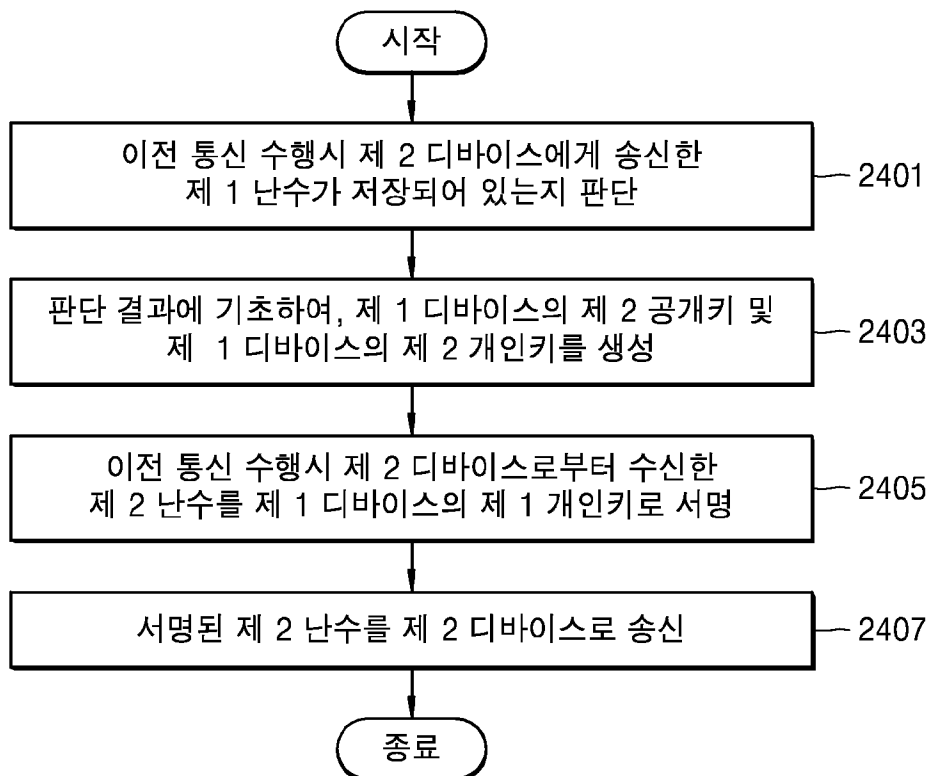 시작
이전 통신 수행시 제 2 디바이스에게 송신한
제 1 난수가 저장되어 있는지 판단
2401
판단 결과에 기초하여, 제 1 디바이스의 제 2 공개키 및
제 1 디바이스의 제 2 개인키를 생성
2403
이전 통신 수행시 제 2 디바이스로부터 수신한
제 2 난수를 제 1 디바이스의 제 1 개인키로 서명
2405
서명된 제 2 난수를 제 2 디바이스로 송신
2407
종료